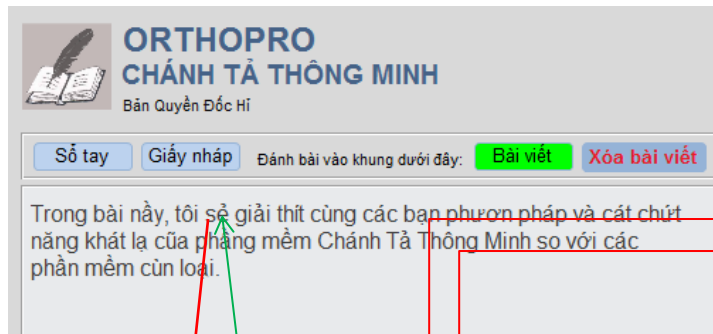 ORTHOPRO
CHÁNH TẢ THÔNG MINH
Bản Quyền Đốc Hỉ
Sổ tay Giấy nháp Đánh bài vào khung dưới đây: Bài viết Xóa bài viết
Trong bài nầy, tôi sẻ giải thít cùng các bạn phươn pháp và cát chứt
năng khát lạ cũa phầng mềm Chánh Tả Thông Minh so với các
phần mềm cùn loại.